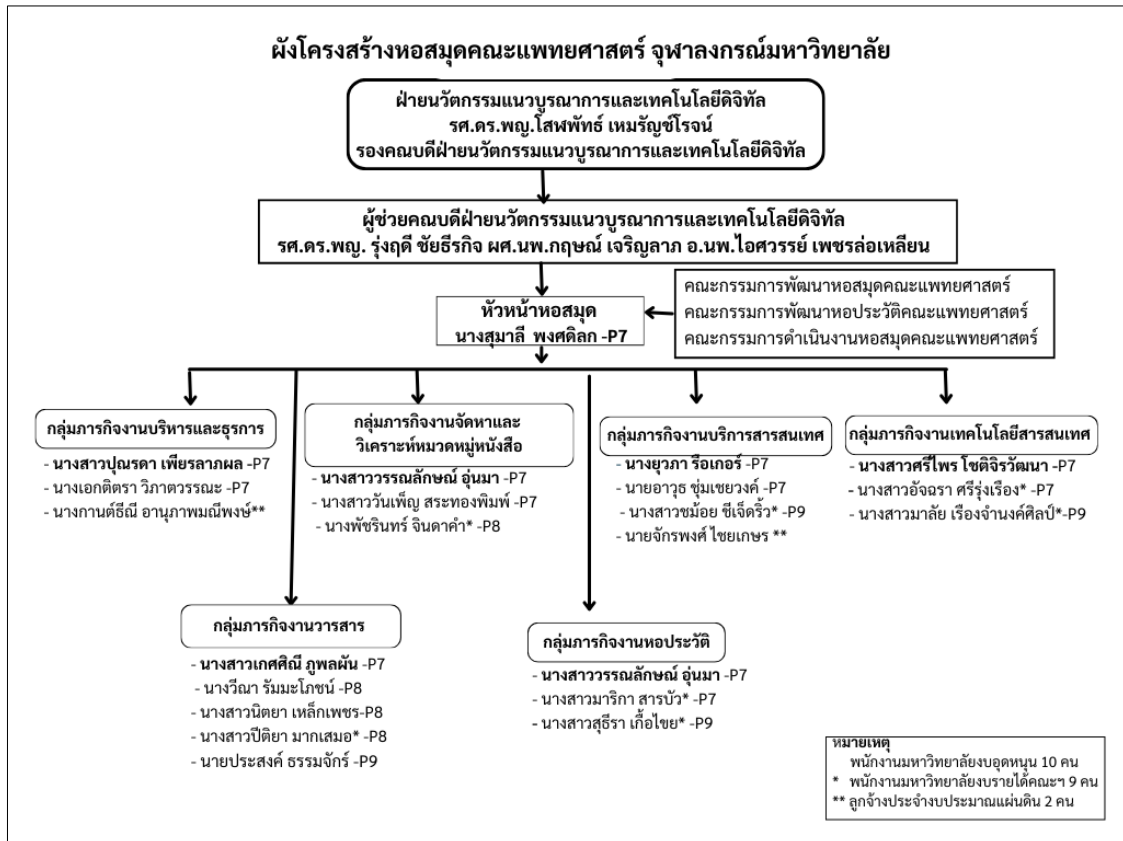 ผังโครงสร้างหอสมุดคณะแพทยศาสตร์ จุฬาลงกรณ์มหาวิทยาลัย
ฝ่ายนวัตกรรมแนวบูรณาการและเทคโนโลยีดิจิทัล
รศ.ดร.พญ.โสฬพัทธ์ เหมรัญช์โรจน์
รองคณบดีฝ่ายนวัตกรรมแนวบูรณาการและเทคโนโลยีดิจิทัล
ผู้ช่วยคณบดีฝ่ายนวัตกรรมแนวบูรณาการและเทคโนโลยีดิจิทัล
รศ.ดร.พญ. รุ่งฤดี ชัยธีรกิจ ผศ.นพ.กฤษณ์ เจริญลาภ อ.นพ.ไอศวรรย์ เพชรล่อเหลียน
หัวหน้าหอสมุด
นางสุมาลี พงศดิลก -P7
คณะกรรมการพัฒนาหอสมุดคณะแพทยศาสตร์
คณะกรรมการพัฒนาหอประวัติคณะแพทยศาสตร์
คณะกรรมการดำเนินงานหอสมุดคณะแพทยศาสตร์
กลุ่มภารกิจงานบริหารและธุรการ
- นางสาวปุณรดา เพียรลาภผล -P7
- นางเอกติตรา วิภาตวรรณะ -P7
- นางกานต์ธีณี อานุภาพมณีพงษ์**
กลุ่มภารกิจงานจัดหาและ
วิเคราะห์หมวดหมู่หนังสือ
- นางสาววรรณลักษณ์ อุ่นมา -P7
- นางสาววันเพ็ญ สระทองพิมพ์ -P7
- นางพัชรินทร์ จินดาคำ* -P8
กลุ่มภารกิจงานบริการสารสนเทศ
- นางยุวภา รือเกอร์ -P7
- นายอาวุธ ชุ่มเชยวงค์ -P7
- นางสาวชม้อย ชีเจ็ดริ้ว* -P9
- นายจักรพงศ์ ไชยเกษร **
กลุ่มภารกิจงานเทคโนโลยีสารสนเทศ
- นางสาวศรีไพร โชติจิรวัฒนา -P7
- นางสาวอัจฉรา ศรีรุ่งเรือง* -P7
- นางสาวมาลัย เรืองจำนงค์ศิลป์*-P9
กลุ่มภารกิจงานวารสาร
- นางสาวเกศศิณี ภูพลผัน -P7
- นางวีณา รัมมะโภชน์ -P8
- นางสาวนิตยา เหล็กเพชร-P8
- นางสาวปีติยา มากเสมอ* -P8
- นายประสงค์ ธรรมจักร์ -P9
กลุ่มภารกิจงานหอประวัติ
- นางสาววรรณลักษณ์ อุ่นมา -P7
- นางสาวมาริกา สารบัว* -P7
- นางสาวสุธีรา เกื้อไขย* -P9
หมายเหตุ
พนักงานมหาวิทยาลัยงบอุดหนุน 10 คน
* พนักงานมหาวิทยาลัยงบรายได้คณะฯ 9 คน
** ลูกจ้างประจำงบประมาณแผ่นดิน 2 คน